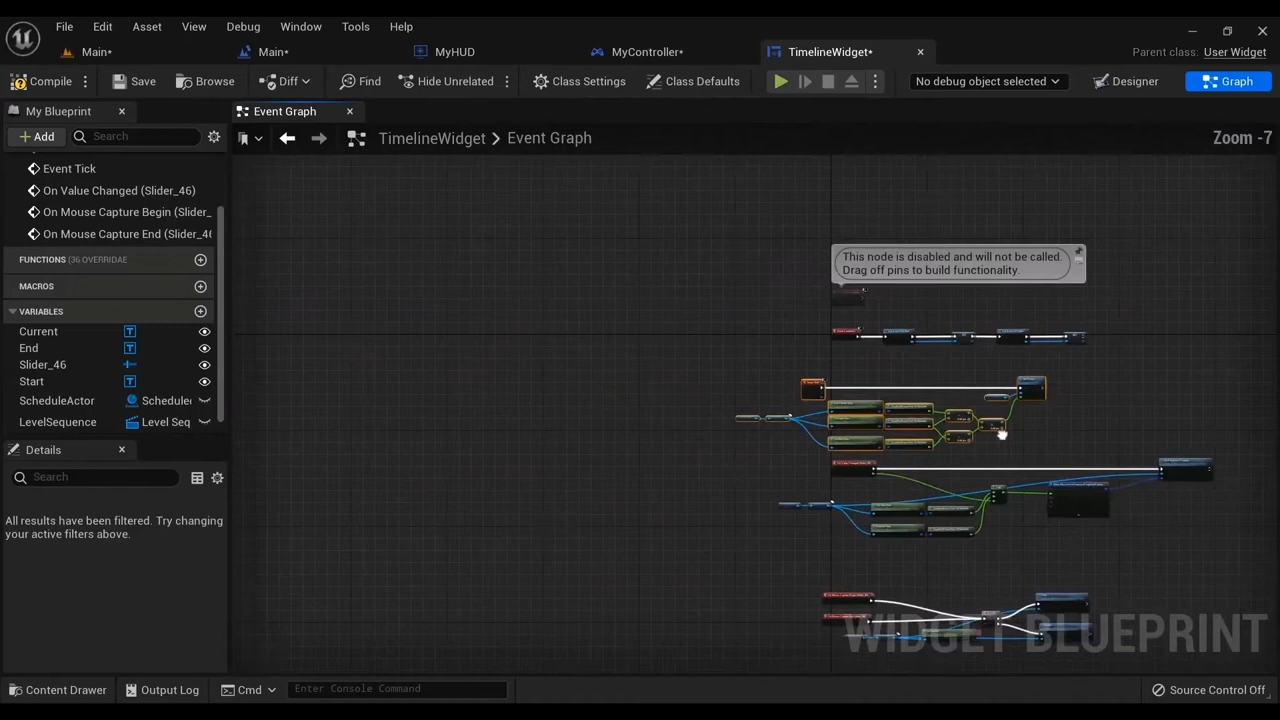 File Edit Asset View Debug Window Tools Help
Main* Main* MyHUD MyController* TimelineWidget* Parent class: User Widget
Compile Save Browse Diff Find Hide Unrelated Class Settings Class Defaults No debug object selected Designer Graph
My Blueprint Event Graph
Add Search TimelineWidget > Event Graph Zoom -7
Event Tick
On Value Changed (Slider_46)
On Mouse Capture Begin (Slider_
On Mouse Capture End (Slider_46
FUNCTIONS (36 OVERRIDAE
MACROS
VARIABLES
Current
End
Slider_46
Start
ScheduleActor Schedule
LevelSequence Level Seq
This node is disabled and will not be called.
Drag off pins to build functionality.
Details
Search
All results have been filtered. Try changing
your active filters above.
WIDGET BLUEPRINT
Content Drawer Output Log Cmd Enter Console Command Source Control Off